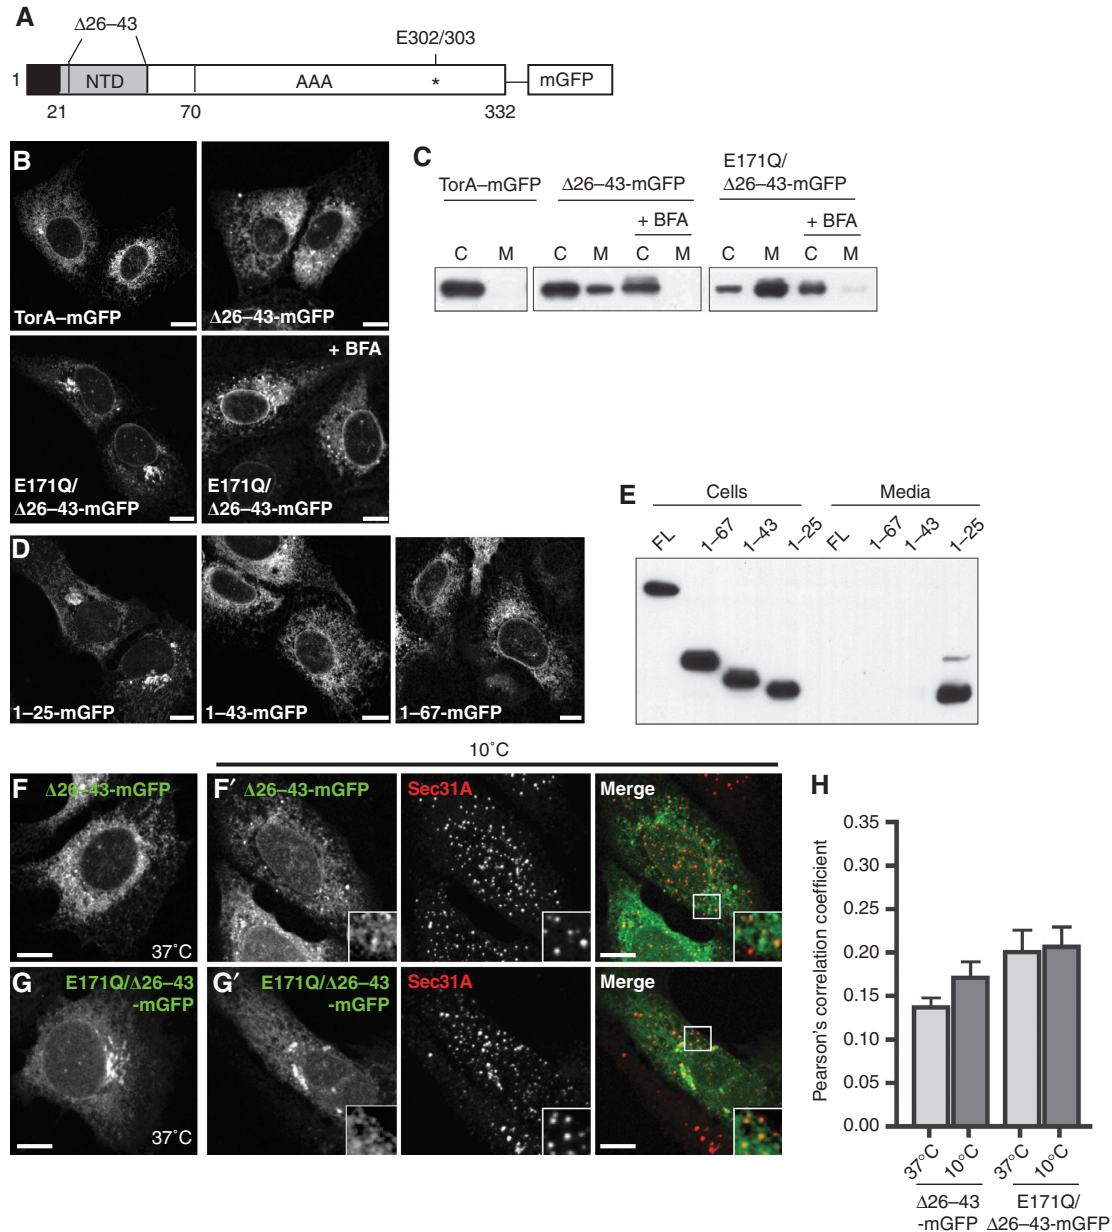 A
Δ26–43
E302/303
1
NTD
AAA
*
mGFP
21
70
332
B
TorA–mGFP
Δ26–43-mGFP
E171Q/
Δ26–43-mGFP
+ BFA
E171Q/
Δ26–43-mGFP
C
TorA–mGFP
Δ26–43-mGFP
E171Q/
Δ26–43-mGFP
+ BFA
+ BFA
C M C M C M C M C M
D
1–25-mGFP
1–43-mGFP
1–67-mGFP
E
Cells
Media
FL 1–67 1–43 1–25 FL 1–67 1–43 1–25
10˚C
F
Δ26–43-mGFP
37˚C
F′
Δ26–43-mGFP
Sec31A
Merge
G
E171Q/Δ26–43
-mGFP
37˚C
G′
E171Q/Δ26–43
-mGFP
Sec31A
Merge
H
Pearson's correlation coefficient
0.35
0.30
0.25
0.20
0.15
0.10
0.05
0.00
37°C 10°C 37°C 10°C
Δ26–43
-mGFP
E171Q/
Δ26–43-mGFP